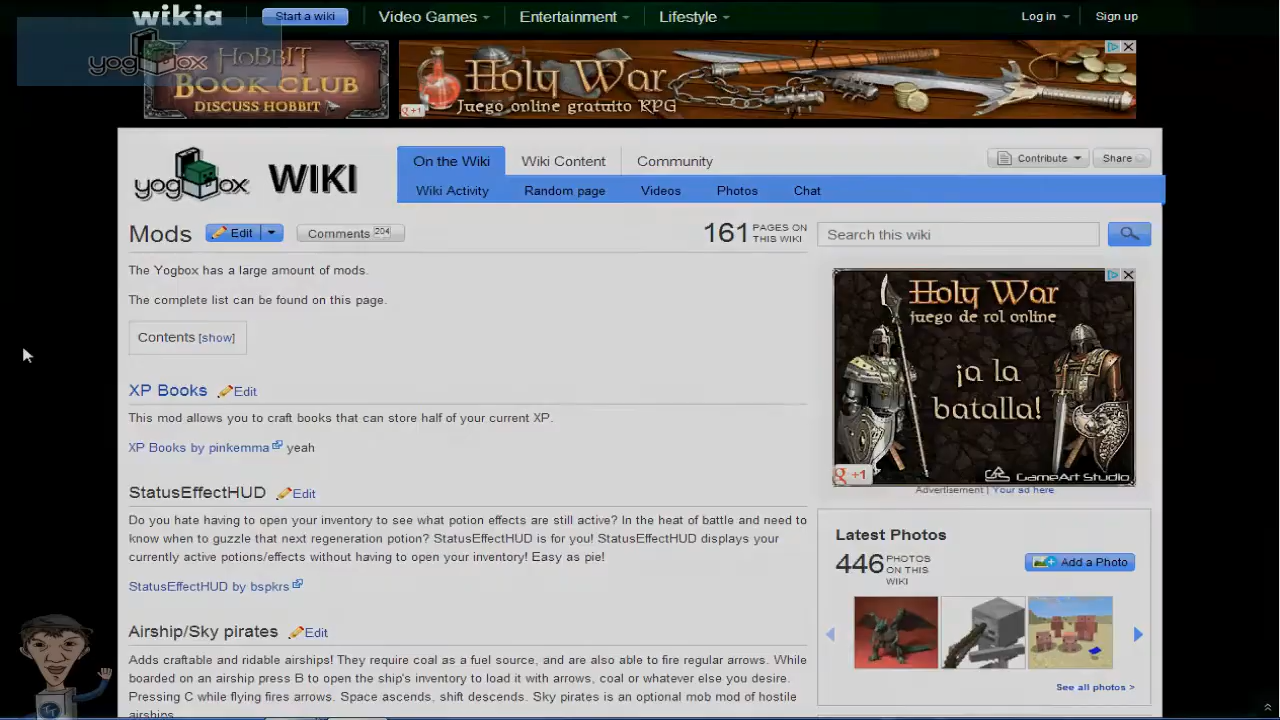 wikia Start a wiki Video Games Entertainment Lifestyle Log in Sign up
yogbox
HOBBIT
BOOK CLUB
DISCUSS HOBBIT
Holy War
Juego online gratuito RPG
g +1
yogbox WIKI
On the Wiki Wiki Content Community Contribute Share
Wiki Activity Random page Videos Photos Chat
Mods Edit Comments 204 161 PAGES ON THIS WIKI Search this wiki
The Yogbox has a large amount of mods.
The complete list can be found on this page.
Contents [show]
XP Books Edit
This mod allows you to craft books that can store half of your current XP.
XP Books by pinkemma yeah
StatusEffectHUD Edit
Do you hate having to open your inventory to see what potion effects are still active? In the heat of battle and need to
know when to guzzle that next regeneration potion? StatusEffectHUD is for you! StatusEffectHUD displays your
currently active potions/effects without having to open your inventory! Easy as pie!
StatusEffectHUD by bspkrs
Airship/Sky pirates Edit
Adds craftable and ridable airships! They require coal as a fuel source, and are also able to fire regular arrows. While
boarded on an airship press B to open the ship's inventory to load it with arrows, coal or whatever else you desire.
Pressing C while flying fires arrows. Space ascends, shift descends. Sky pirates is an optional mob mod of hostile
airships.
Holy War
juego de rol online
¡a la
batalla!
g +1
GameArt Studio
Advertisement | Your ad here
Latest Photos
446 PHOTOS ON THIS WIKI Add a Photo
See all photos >